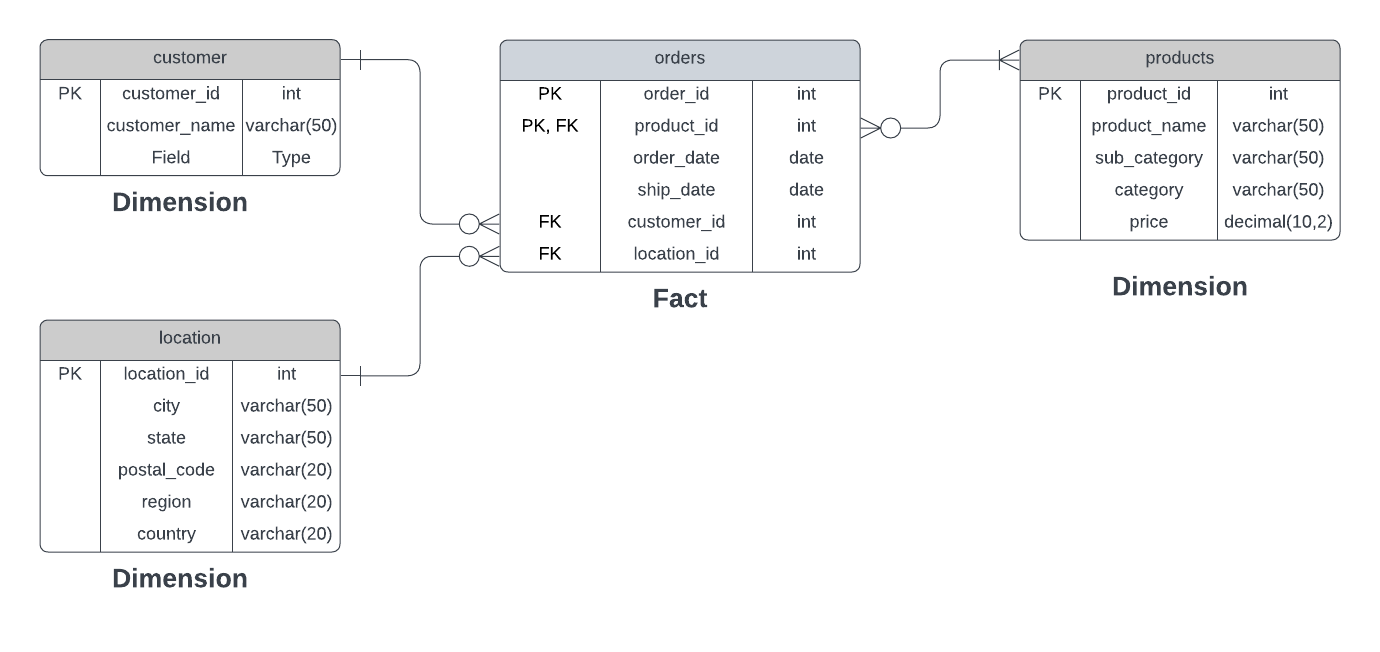 customer
PK customer_id int
customer_name varchar(50)
Field Type
Dimension
orders
PK order_id int
PK, FK product_id int
order_date date
ship_date date
FK customer_id int
FK location_id int
Fact
products
PK product_id int
product_name varchar(50)
sub_category varchar(50)
category varchar(50)
price decimal(10,2)
Dimension
location
PK location_id int
city varchar(50)
state varchar(50)
postal_code varchar(20)
region varchar(20)
country varchar(20)
Dimension